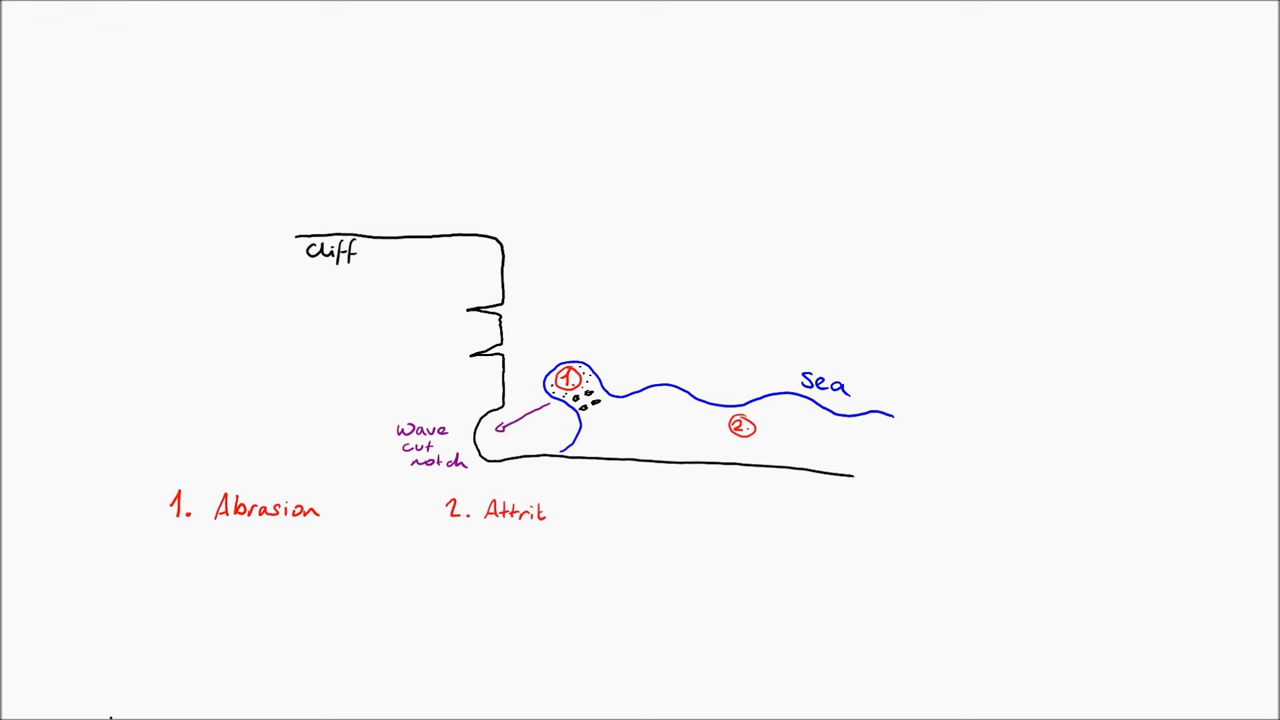 Cliff
1.
Sea
2.
Wave
cut
notch
1. Abrasion
2. Attrit